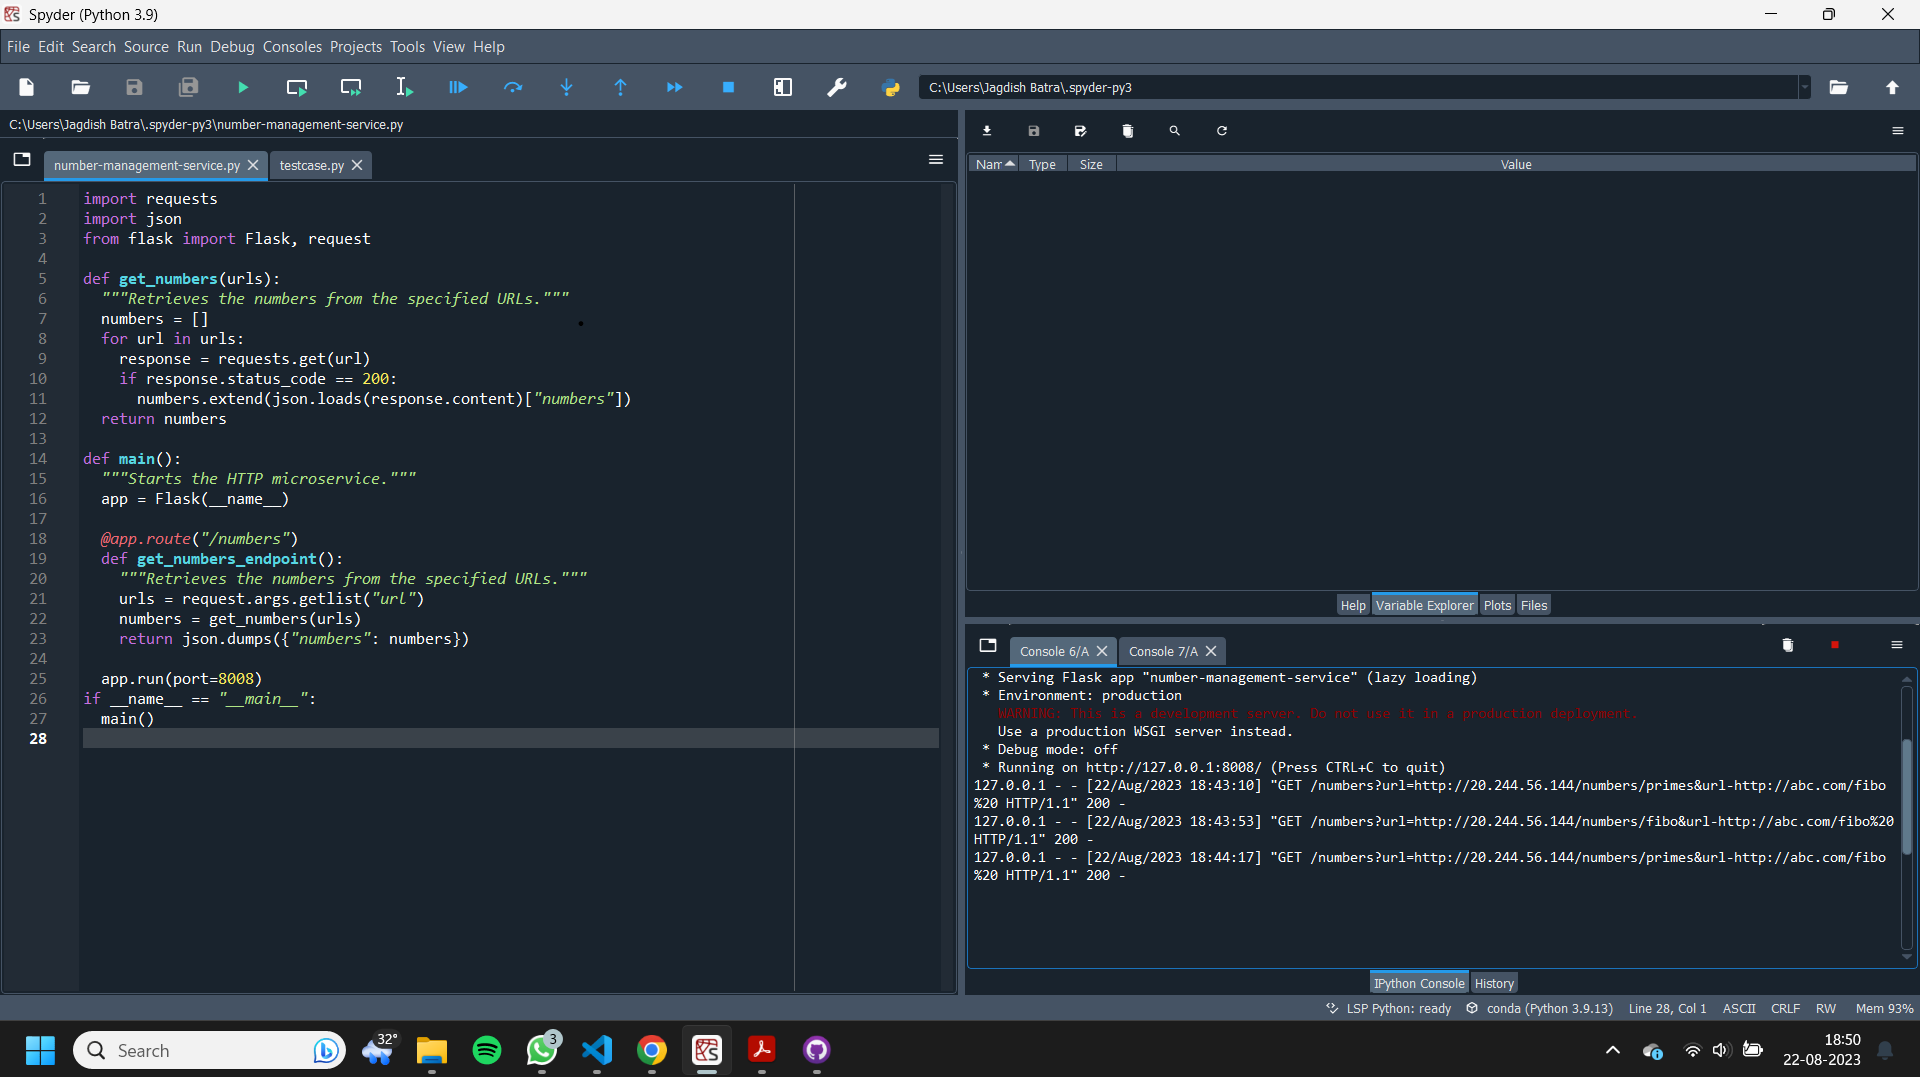 Spyder (Python 3.9)
File Edit Search Source Run Debug Consoles Projects Tools View Help
C:\Users\Jagdish Batra\.spyder-py3
C:\Users\Jagdish Batra\.spyder-py3\number-management-service.py
number-management-service.py
testcase.py
1 import requests
2 import json
3 from flask import Flask, request
4
5 def get_numbers(urls):
6 """Retrieves the numbers from the specified URLs."""
7 numbers = []
8 for url in urls:
9 response = requests.get(url)
10 if response.status_code == 200:
11 numbers.extend(json.loads(response.content)["numbers"])
12 return numbers
13
14 def main():
15 """Starts the HTTP microservice."""
16 app = Flask(__name__)
17
18 @app.route("/numbers")
19 def get_numbers_endpoint():
20 """Retrieves the numbers from the specified URLs."""
21 urls = request.args.getlist("url")
22 numbers = get_numbers(urls)
23 return json.dumps({"numbers": numbers})
24
25 app.run(port=8008)
26 if __name__ == "__main__":
27 main()
28
Nam Type Size Value
Help Variable Explorer Plots Files
Console 6/A Console 7/A
* Serving Flask app "number-management-service" (lazy loading)
* Environment: production
WARNING: This is a development server. Do not use it in a production deployment.
Use a production WSGI server instead.
* Debug mode: off
* Running on http://127.0.0.1:8008/ (Press CTRL+C to quit)
127.0.0.1 - - [22/Aug/2023 18:43:10] "GET /numbers?url=http://20.244.56.144/numbers/primes&url-http://abc.com/fibo
%20 HTTP/1.1" 200 -
127.0.0.1 - - [22/Aug/2023 18:43:53] "GET /numbers?url=http://20.244.56.144/numbers/fibo&url-http://abc.com/fibo%20
HTTP/1.1" 200 -
127.0.0.1 - - [22/Aug/2023 18:44:17] "GET /numbers?url=http://20.244.56.144/numbers/primes&url-http://abc.com/fibo
%20 HTTP/1.1" 200 -
IPython Console History
LSP Python: ready conda (Python 3.9.13) Line 28, Col 1 ASCII CRLF RW Mem 93%
Search
32°
3
18:50
22-08-2023